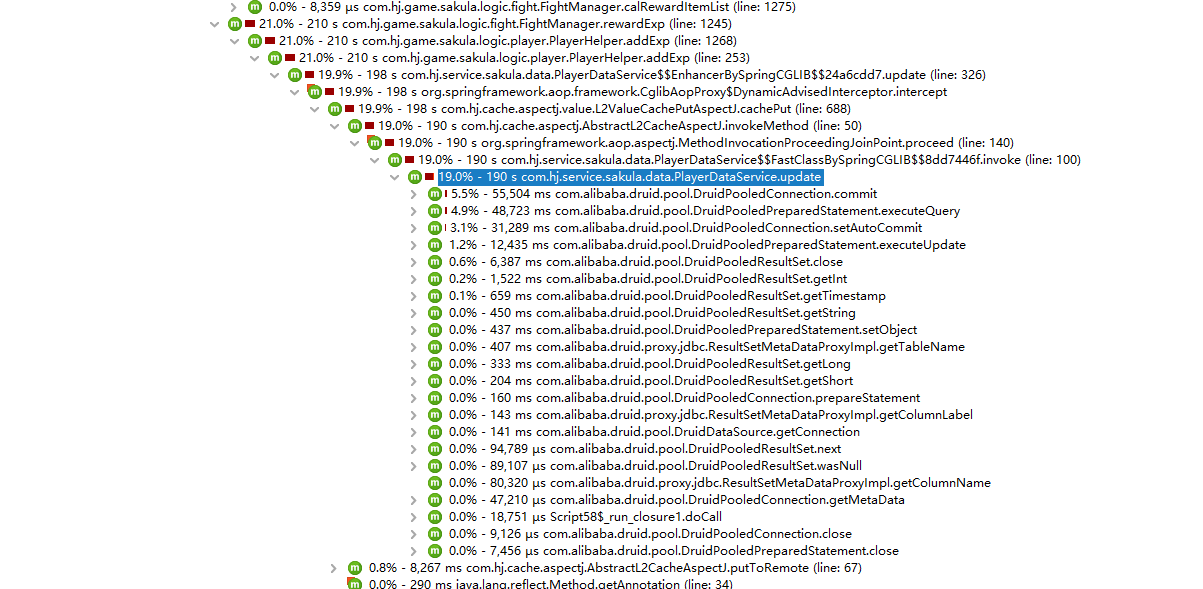 0.0% - 8,359 µs com.hj.game.sakula.logic.fight.FightManager.calRewardItemList (line: 1275)
21.0% - 210 s com.hj.game.sakula.logic.fight.FightManager.rewardExp (line: 1245)
21.0% - 210 s com.hj.game.sakula.logic.player.PlayerHelper.addExp (line: 1268)
21.0% - 210 s com.hj.game.sakula.logic.player.PlayerHelper.addExp (line: 253)
19.9% - 198 s com.hj.service.sakula.data.PlayerDataService$$EnhancerBySpringCGLIB$$24a6cdd7.update (line: 326)
19.9% - 198 s org.springframework.aop.framework.CglibAopProxy$DynamicAdvisedInterceptor.intercept
19.9% - 198 s com.hj.cache.aspectj.value.L2ValueCachePutAspectJ.cachePut (line: 688)
19.0% - 190 s com.hj.cache.aspectj.AbstractL2CacheAspectJ.invokeMethod (line: 50)
19.0% - 190 s org.springframework.aop.aspectj.MethodInvocationProceedingJoinPoint.proceed (line: 140)
19.0% - 190 s com.hj.service.sakula.data.PlayerDataService$$FastClassBySpringCGLIB$$8dd7446f.invoke (line: 100)
19.0% - 190 s com.hj.service.sakula.data.PlayerDataService.update
5.5% - 55,504 ms com.alibaba.druid.pool.DruidPooledConnection.commit
4.9% - 48,723 ms com.alibaba.druid.pool.DruidPooledPreparedStatement.executeQuery
3.1% - 31,289 ms com.alibaba.druid.pool.DruidPooledConnection.setAutoCommit
1.2% - 12,435 ms com.alibaba.druid.pool.DruidPooledPreparedStatement.executeUpdate
0.6% - 6,387 ms com.alibaba.druid.pool.DruidPooledResultSet.close
0.2% - 1,522 ms com.alibaba.druid.pool.DruidPooledResultSet.getInt
0.1% - 659 ms com.alibaba.druid.pool.DruidPooledResultSet.getTimestamp
0.0% - 450 ms com.alibaba.druid.pool.DruidPooledResultSet.getString
0.0% - 437 ms com.alibaba.druid.pool.DruidPooledPreparedStatement.setObject
0.0% - 407 ms com.alibaba.druid.proxy.jdbc.ResultSetMetaDataProxyImpl.getTableName
0.0% - 333 ms com.alibaba.druid.pool.DruidPooledResultSet.getLong
0.0% - 204 ms com.alibaba.druid.pool.DruidPooledResultSet.getShort
0.0% - 160 ms com.alibaba.druid.pool.DruidPooledConnection.prepareStatement
0.0% - 143 ms com.alibaba.druid.proxy.jdbc.ResultSetMetaDataProxyImpl.getColumnLabel
0.0% - 141 ms com.alibaba.druid.pool.DruidDataSource.getConnection
0.0% - 94,789 µs com.alibaba.druid.pool.DruidPooledResultSet.next
0.0% - 89,107 µs com.alibaba.druid.pool.DruidPooledResultSet.wasNull
0.0% - 80,320 µs com.alibaba.druid.proxy.jdbc.ResultSetMetaDataProxyImpl.getColumnName
0.0% - 47,210 µs com.alibaba.druid.pool.DruidPooledConnection.getMetaData
0.0% - 18,751 µs Script58$_run_closure1.doCall
0.0% - 9,126 µs com.alibaba.druid.pool.DruidPooledConnection.close
0.0% - 7,456 µs com.alibaba.druid.pool.DruidPooledPreparedStatement.close
0.8% - 8,267 ms com.hj.cache.aspectj.AbstractL2CacheAspectJ.putToRemote (line: 67)
0.0% - 290 ms java.lang.reflect.Method.getAnnotation (line: 34)